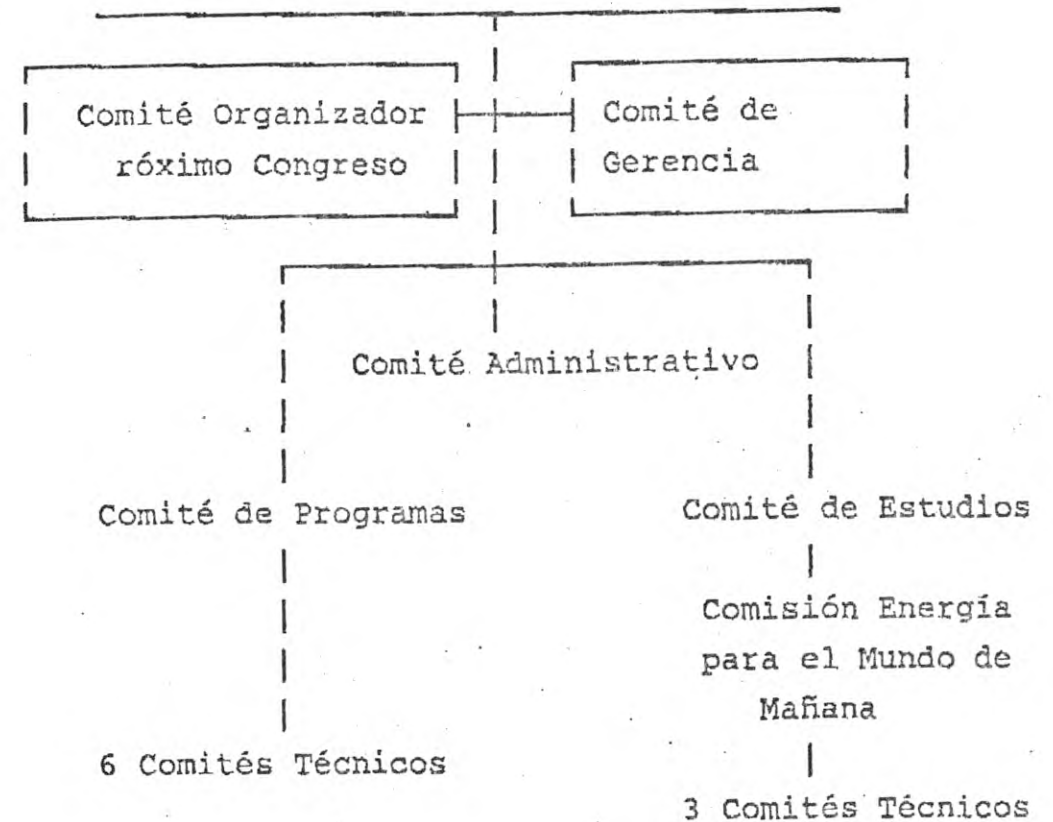 Comité Organizador
róximo Congreso
Comité de
Gerencia
Comité Administrativo
Comité de Programas
Comité de Estudios
Comisión Energía
para el Mundo de
Mañana
6 Comités Técnicos
3 Comités Técnicos